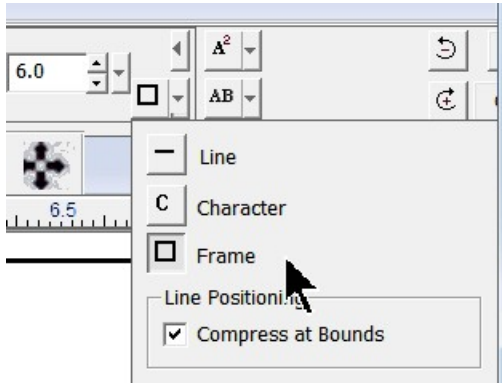 6.0
A²
AB
6.5
Line
C Character
Frame
Line Positioning
Compress at Bounds